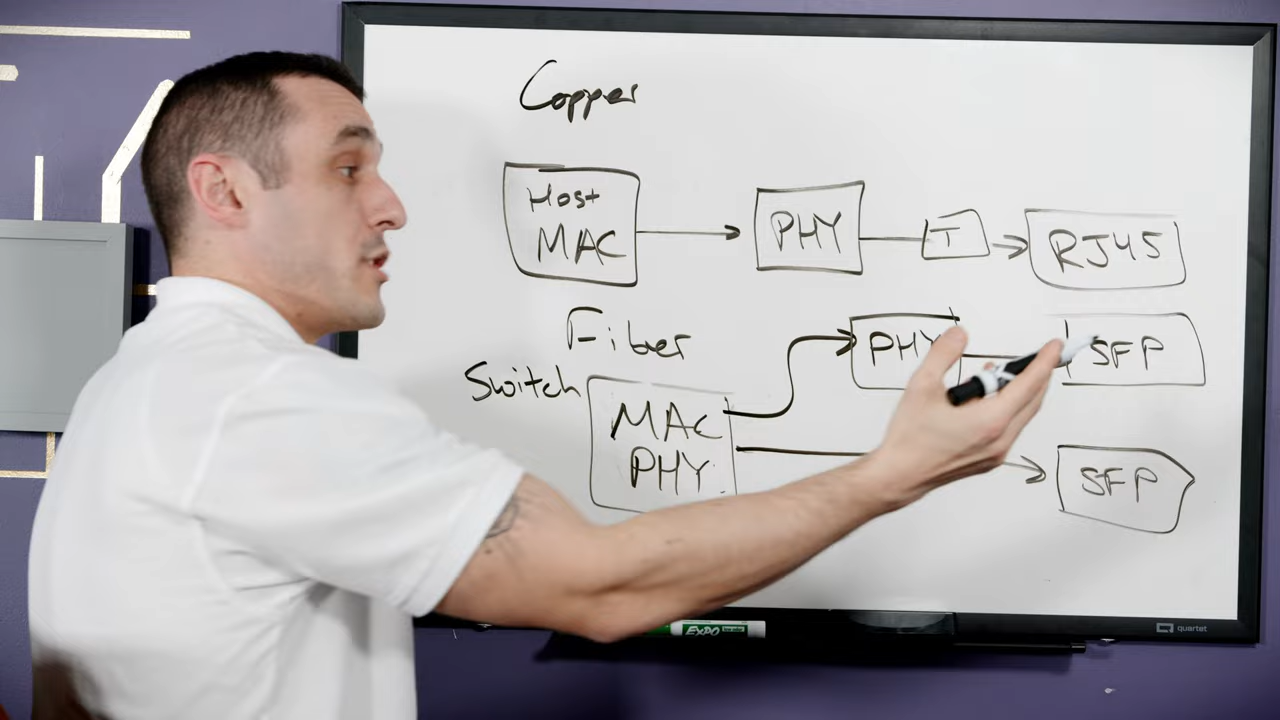 Copper
Host
MAC
PHY
T
RJ45
Fiber
PHY
SFP
Switch
MAC
PHY
SFP
EXPO
quartet